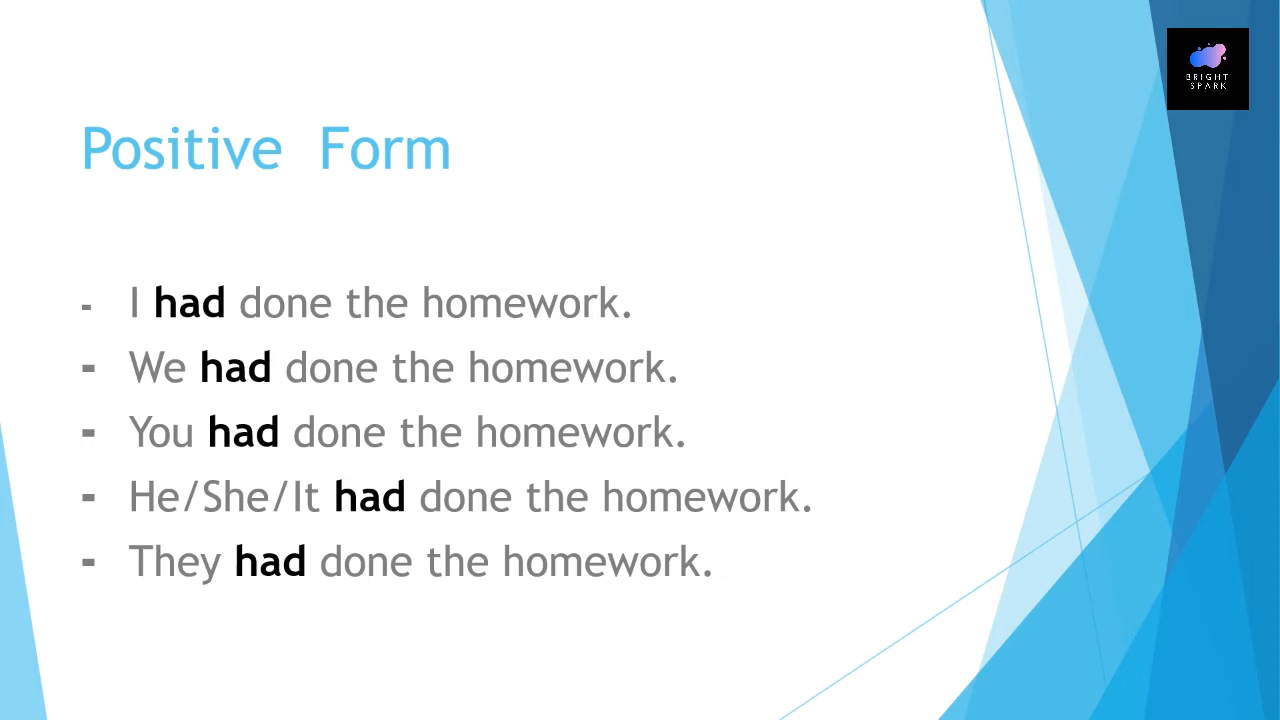 BRIGHT
SPARK
Positive Form
- I had done the homework.
- We had done the homework.
- You had done the homework.
- He/She/It had done the homework.
- They had done the homework.